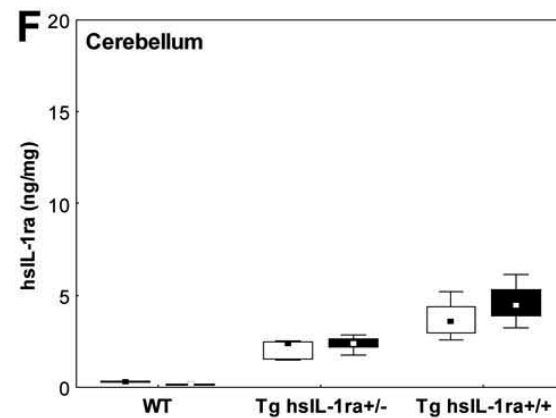 F
20
Cerebellum
15
10
5
0
hsIL-1ra (ng/mg)
WT
Tg hsIL-1ra+/-
Tg hsIL-1ra+/+